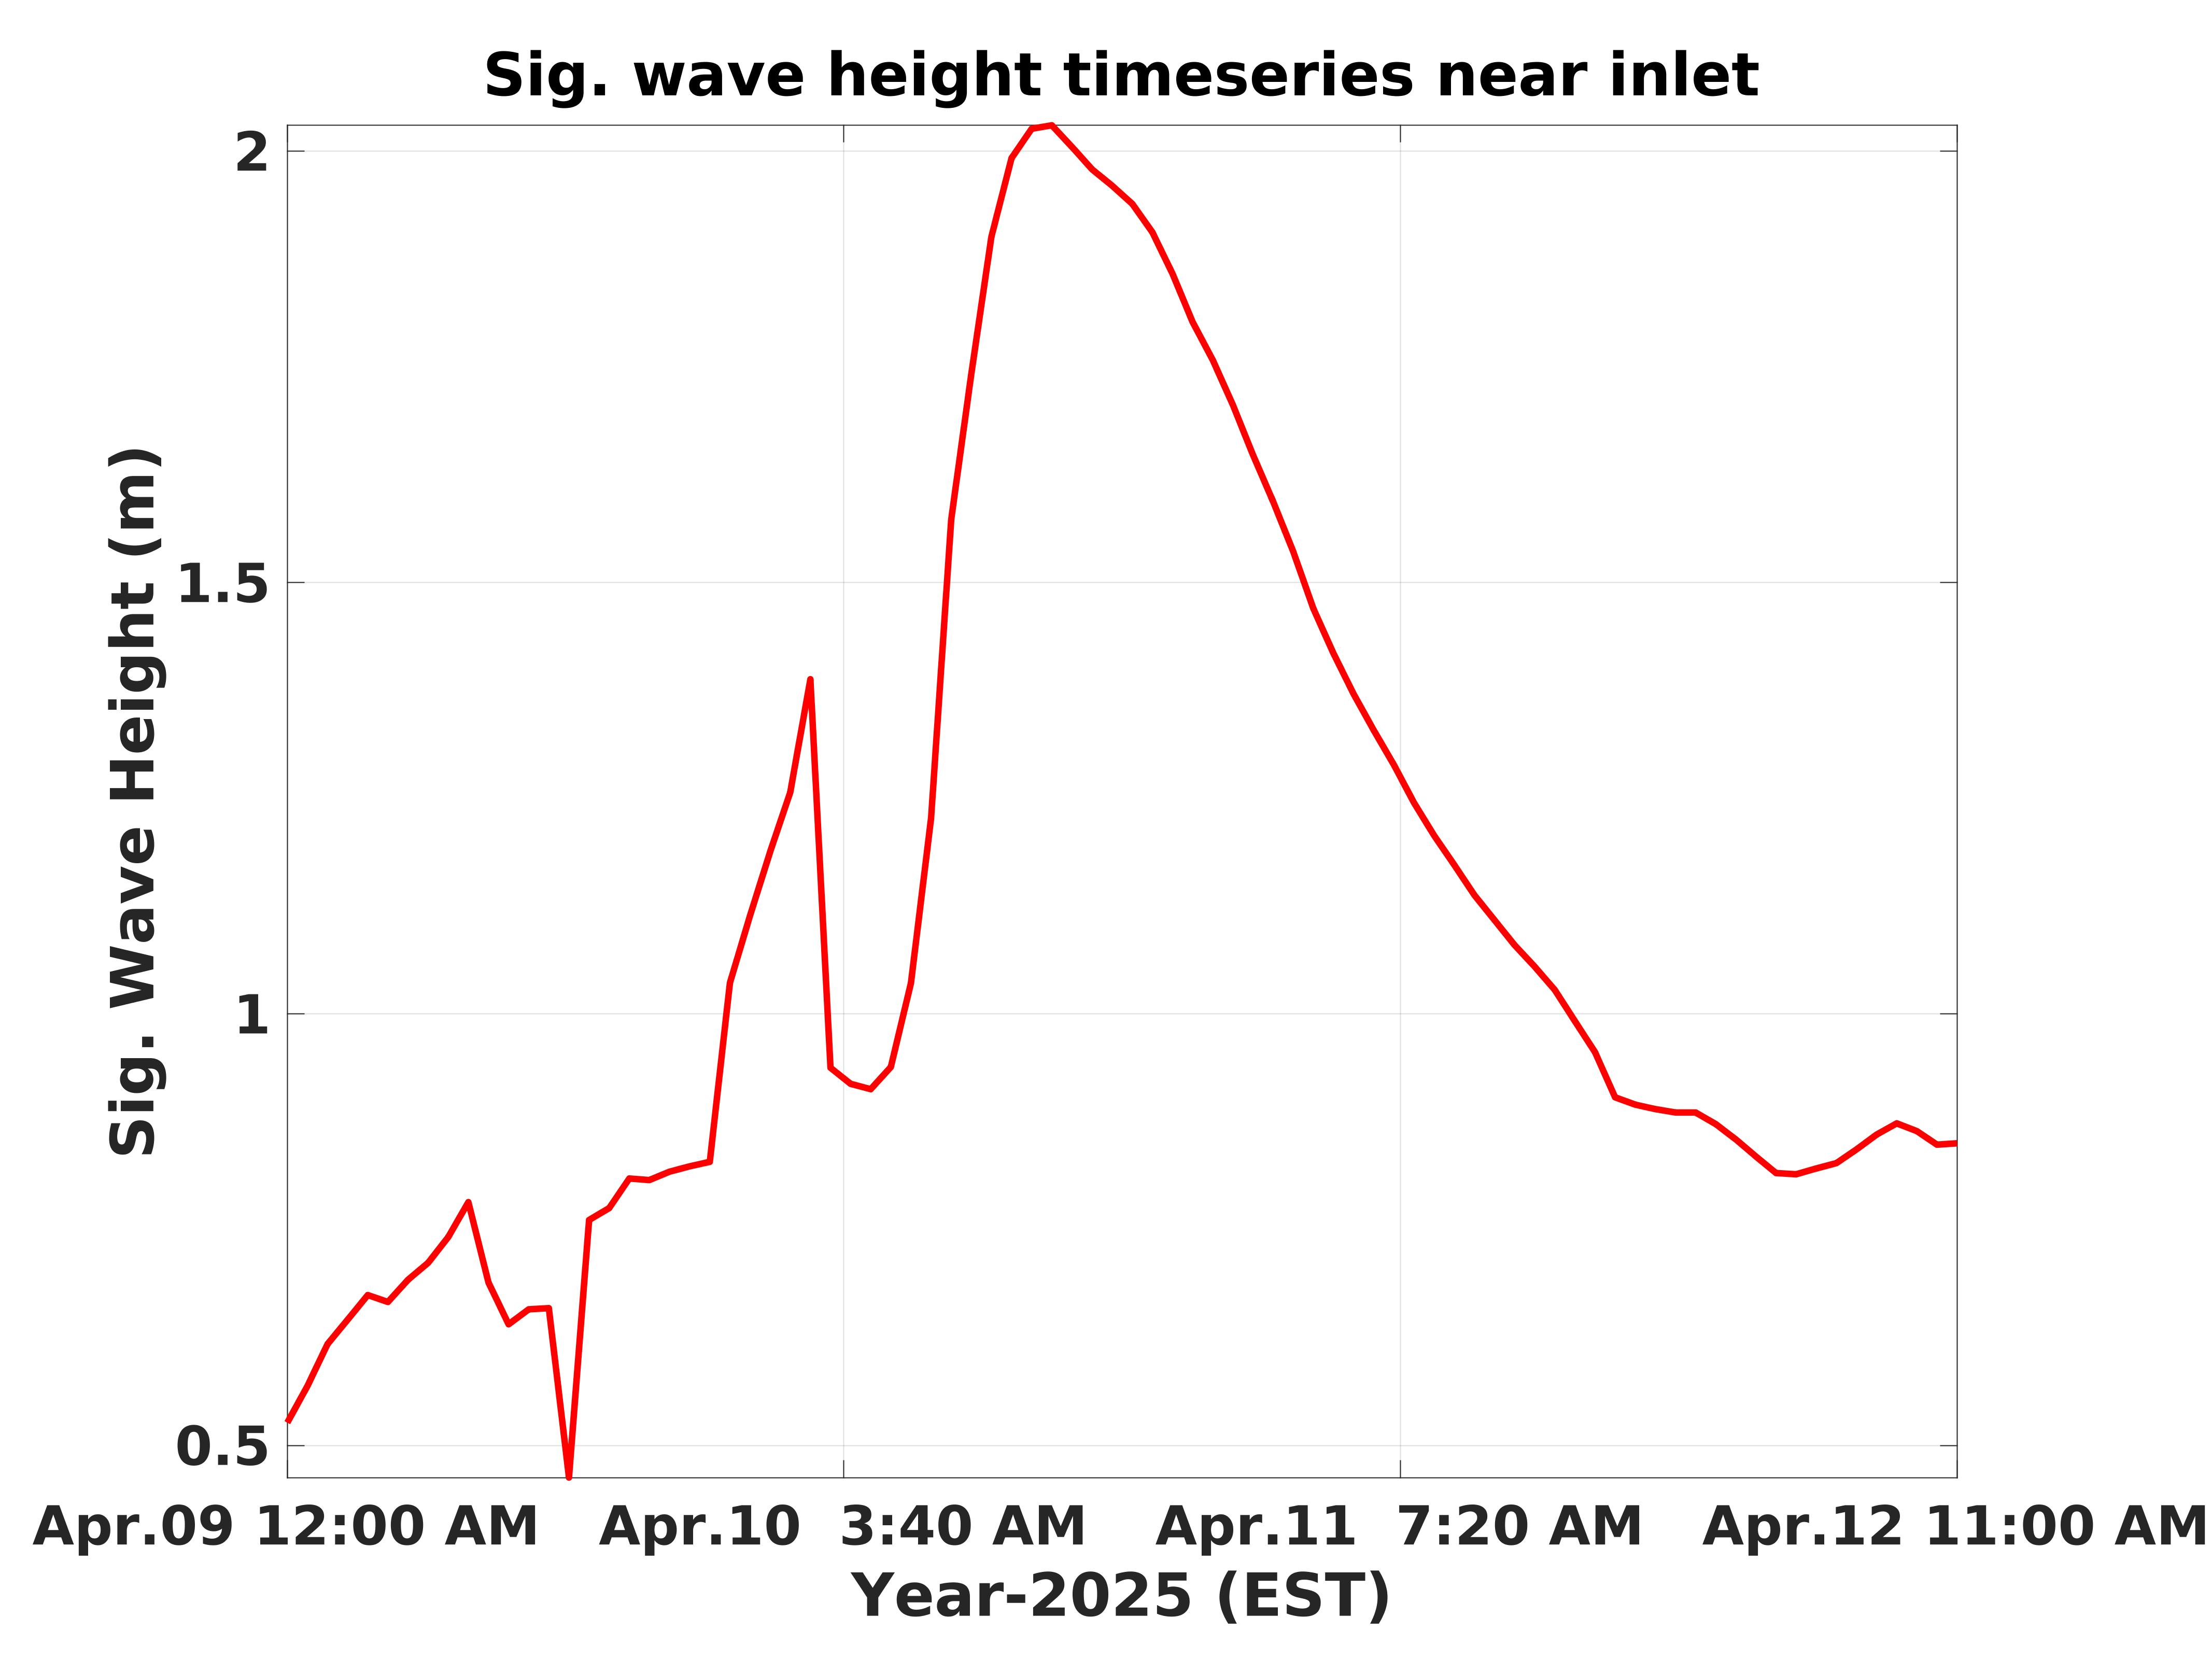 Sig. wave height timeseries near inlet
Sig. Wave Height (m)
2
1.5
1
0.5
Apr.09 12:00 AM Apr.10 3:40 AM Apr.11 7:20 AM Apr.12 11:00 AM
Year-2025 (EST)